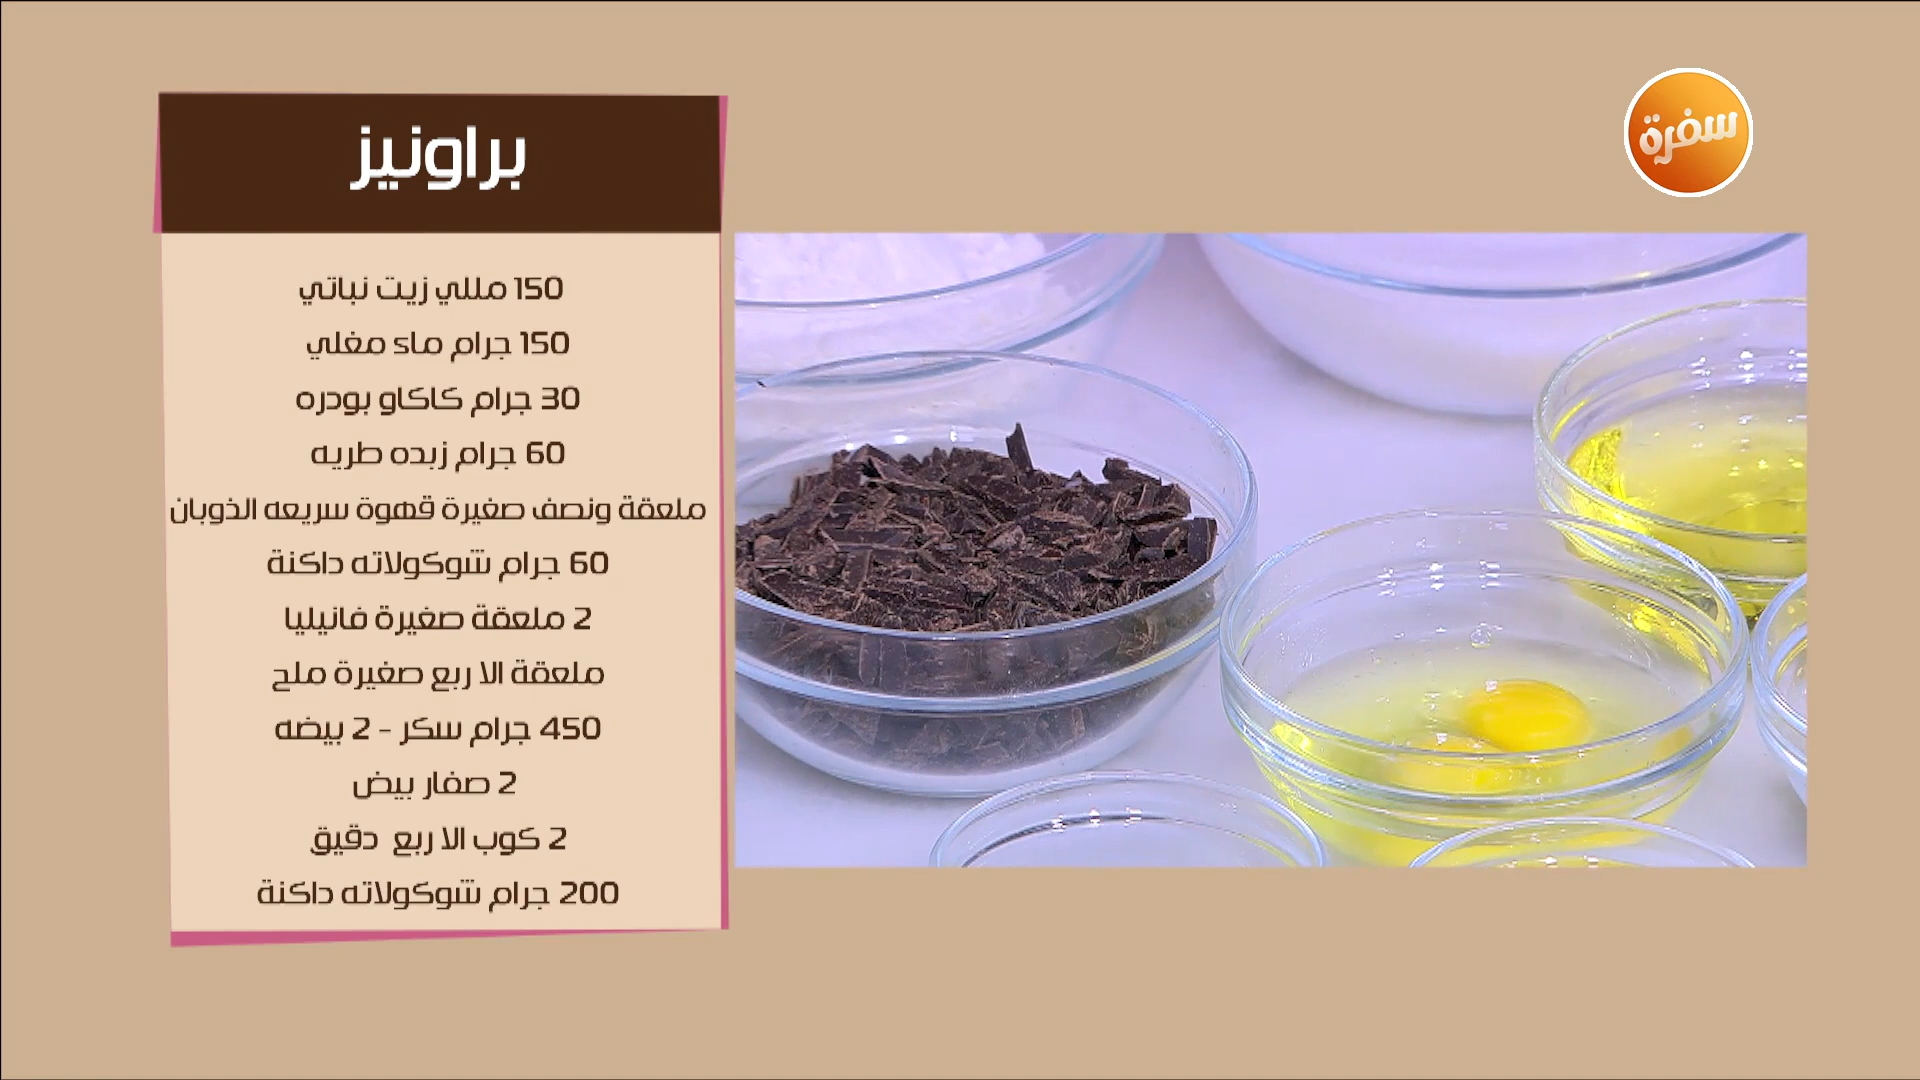 سفرة
براونيز
150 مللي زيت نباتي
150 جرام ماء مغلي
30 جرام كاكاو بودره
60 جرام زبده طريه
ملعقة ونصف صغيرة قهوة سريعه الذوبان
60 جرام شوكولاته داكنة
2 ملعقة صغيرة فانيليا
ملعقة الا ربع صغيرة ملح
450 جرام سكر - 2 بيضه
2 صفار بيض
2 كوب الا ربع دقيق
200 جرام شوكولاته داكنة